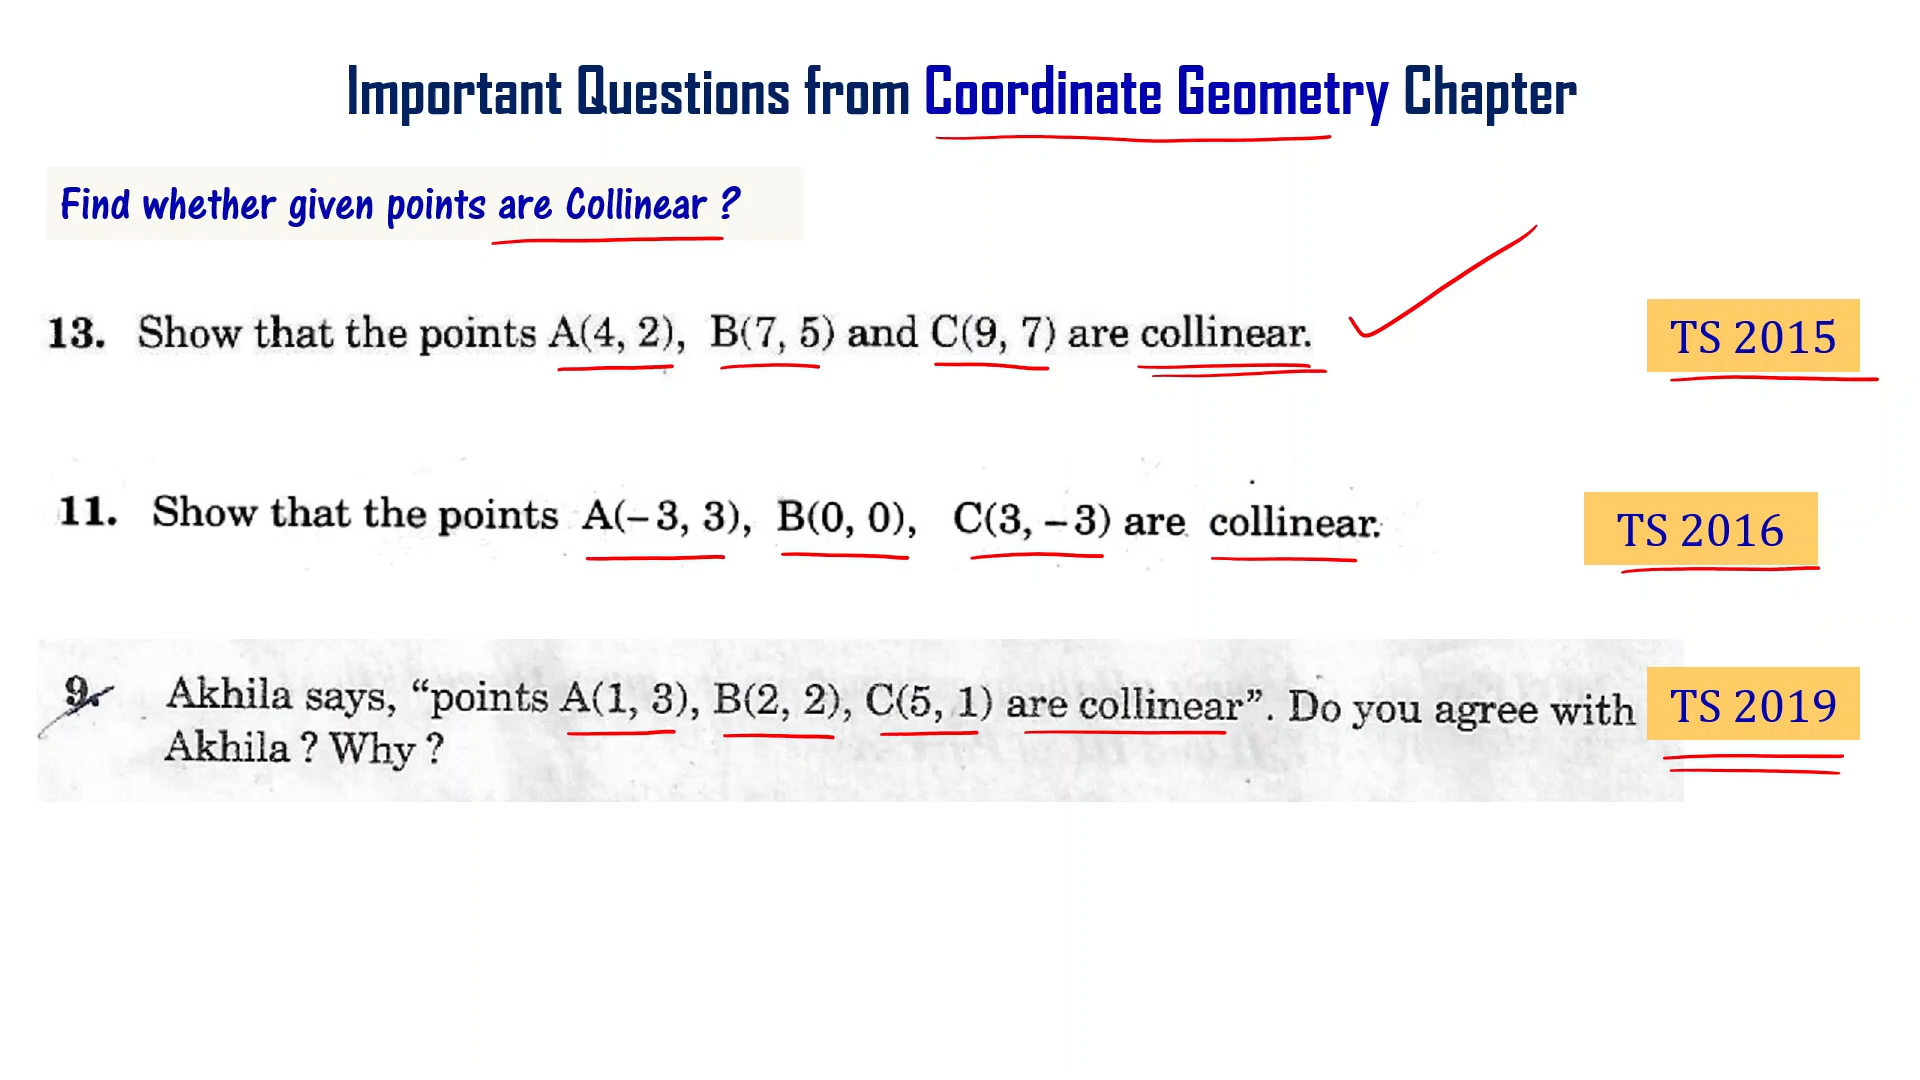 Important Questions from Coordinate Geometry Chapter
Find whether given points are Collinear ?
13. Show that the points A(4, 2), B(7, 5) and C(9, 7) are collinear.
TS 2015
11. Show that the points A(– 3, 3), B(0, 0), C(3, – 3) are collinear.
TS 2016
9. Akhila says, “points A(1, 3), B(2, 2), C(5, 1) are collinear”. Do you agree with
TS 2019
Akhila ? Why ?